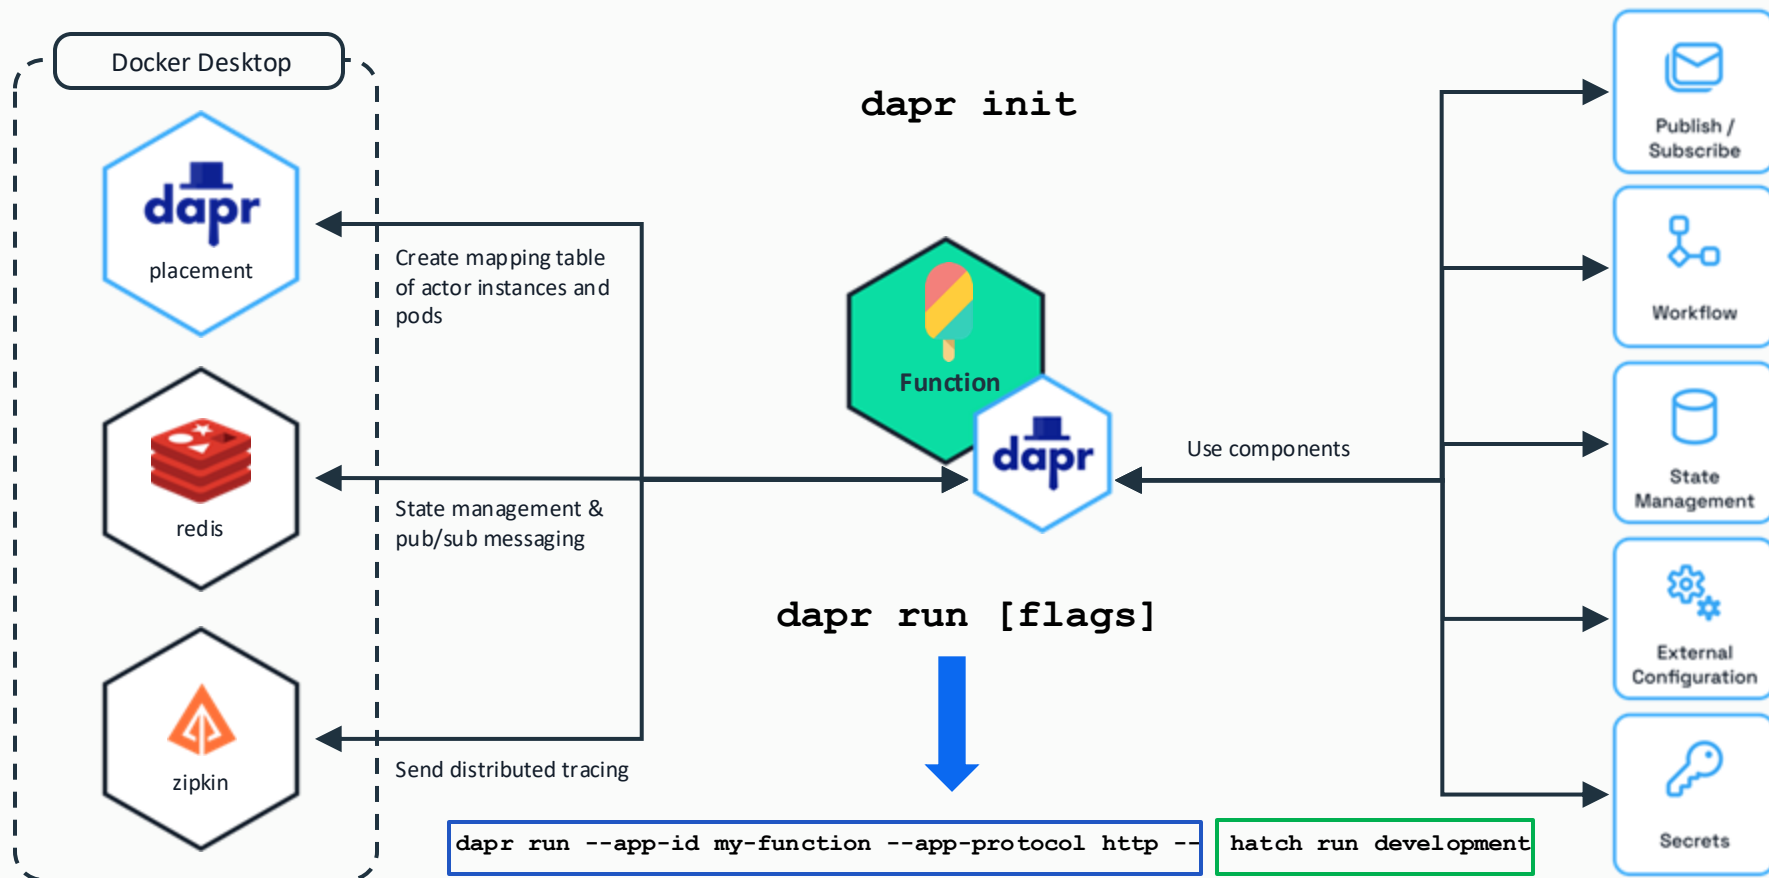 Docker Desktop
dapr
placement
redis
zipkin
Create mapping table
of actor instances and
pods
State management &
pub/sub messaging
Send distributed tracing
dapr init
Function
dapr
Use components
dapr run [flags]
dapr run --app-id my-function --app-protocol http --
hatch run development
Publish /
Subscribe
Workflow
State
Management
External
Configuration
Secrets